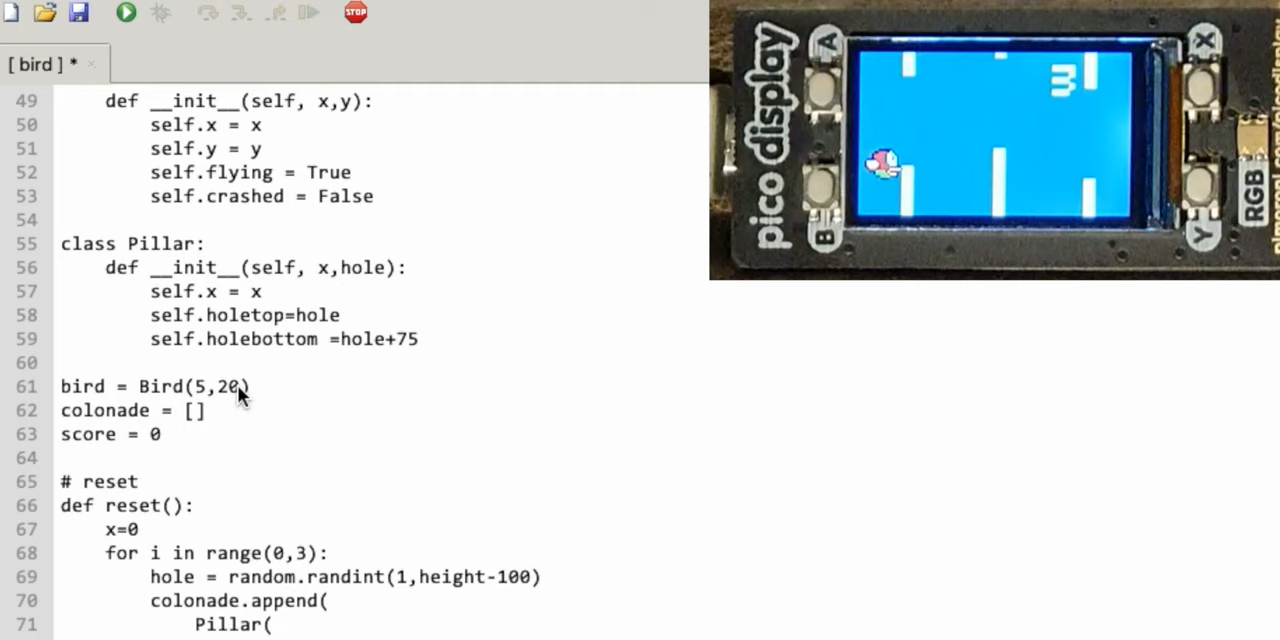 [ bird ] *
STOP
49     def __init__(self, x,y):
50         self.x = x
51         self.y = y
52         self.flying = True
53         self.crashed = False
54
55 class Pillar:
56     def __init__(self, x,hole):
57         self.x = x
58         self.holetop=hole
59         self.holebottom =hole+75
60
61 bird = Bird(5,20)
62 colonade = []
63 score = 0
64
65 # reset
66 def reset():
67     x=0
68     for i in range(0,3):
69         hole = random.randint(1,height-100)
70         colonade.append(
71             Pillar(
pico display
A
B
X
Y
RGB